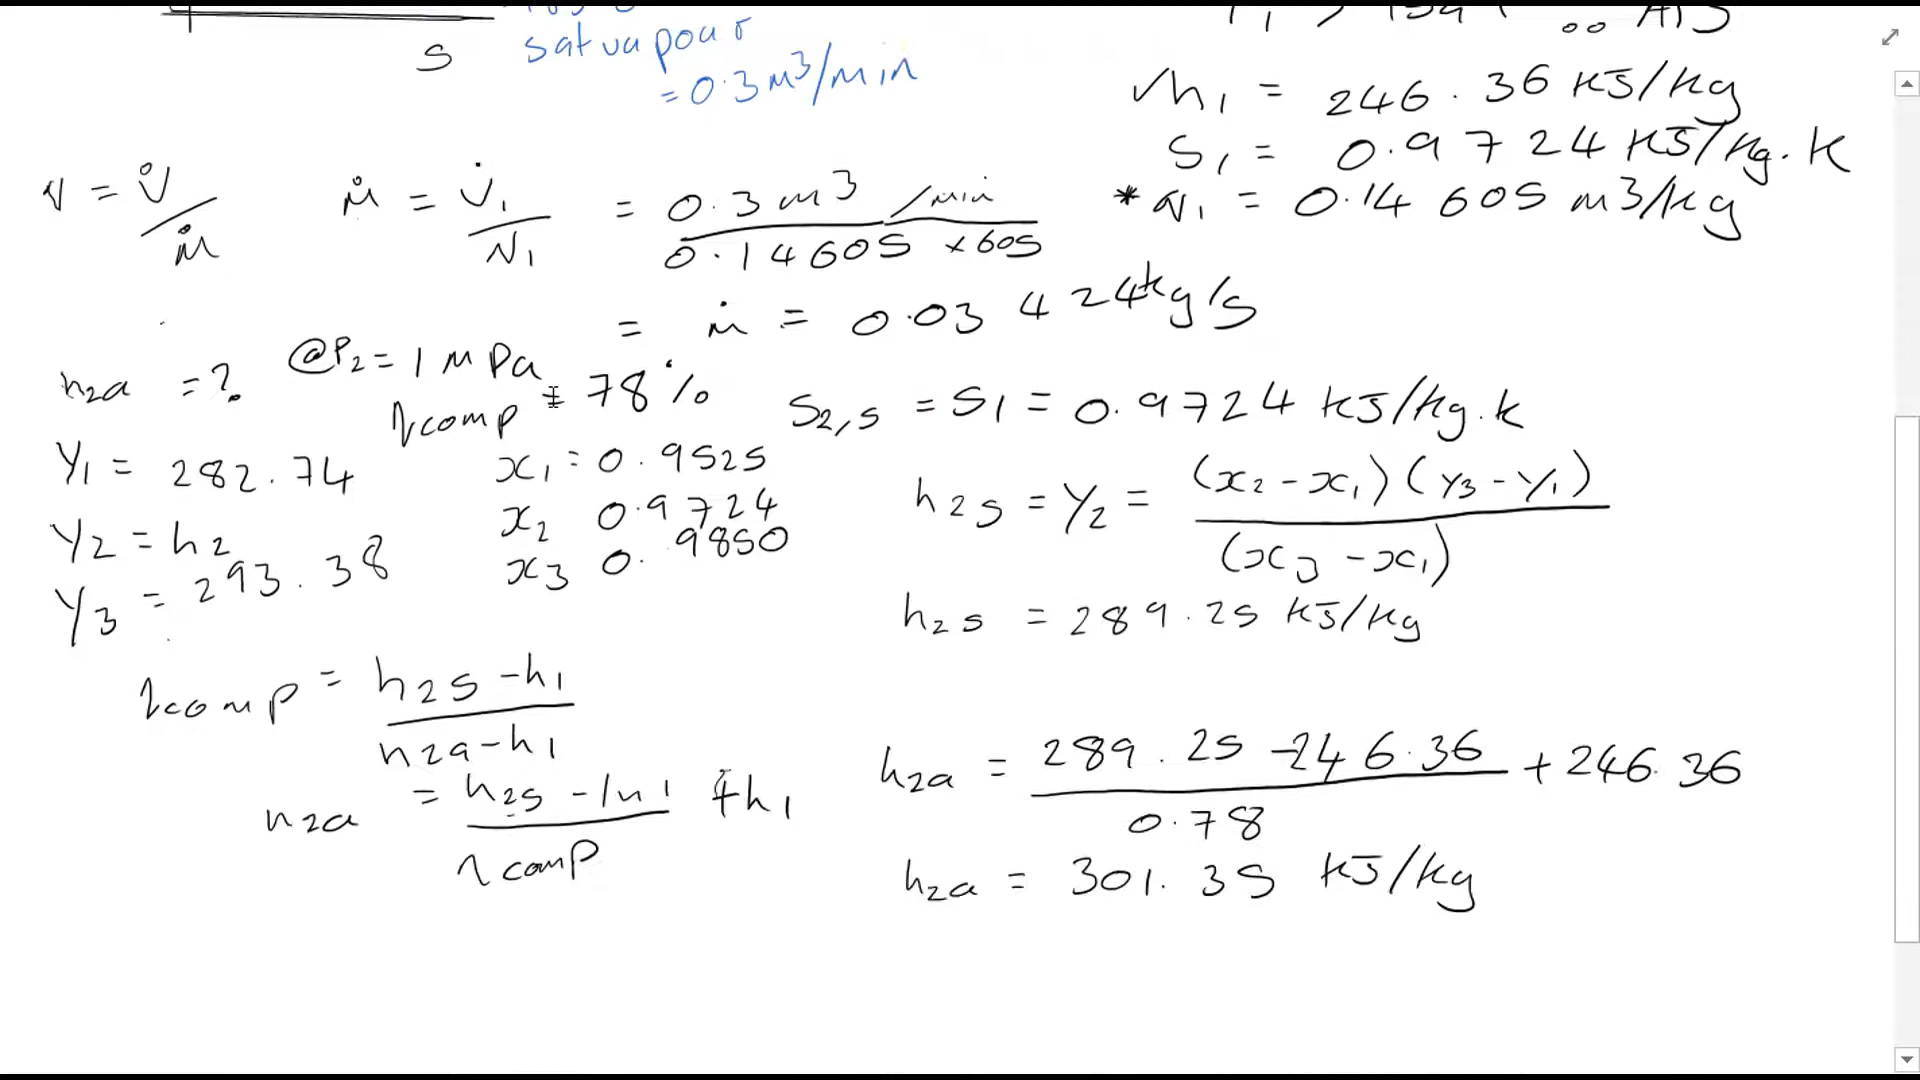 S
sat vapour
= 0.3 m3/min
h1 = 246.36 KJ/Kg
S1 = 0.9724 KJ/Kg.K
* v1 = 0.14605 m3/kg
v = V̇/ṁ
ṁ = V̇1/V1 = 0.3 m3/min / 0.14605 x 60s
= ṁ = 0.03424 kg/s
h2a = ? @P2 = 1 MPa
ηcomp = 78%
S2,s = S1 = 0.9724 KJ/Kg.K
Y1 = 282.74 x1 = 0.9525
Y2 = h2 x2 0.9724
Y3 = 293.38 x3 0.9850
h2s = Y2 = (x2 - x1)(Y3 - Y1) / (x3 - x1)
h2s = 289.25 KJ/Kg
ηcomp = h2s - h1 / h2a - h1
h2a = h2s - h1 / ηcomp + h1
h2a = 289.25 - 246.36 / 0.78 + 246.36
h2a = 301.35 KJ/Kg